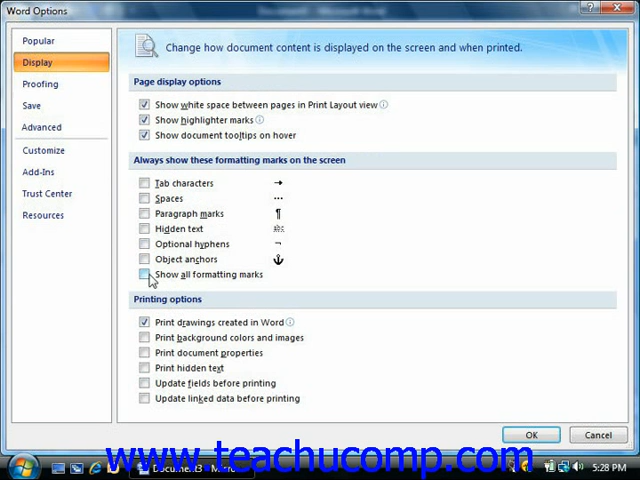 Word Options
Popular
Display
Proofing
Save
Advanced
Customize
Add-Ins
Trust Center
Resources
Change how document content is displayed on the screen and when printed.
Page display options
Show white space between pages in Print Layout view
Show highlighter marks
Show document tooltips on hover
Always show these formatting marks on the screen
Tab characters →
Spaces ···
Paragraph marks ¶
Hidden text abc
Optional hyphens ¬
Object anchors
Show all formatting marks
Printing options
Print drawings created in Word
Print background colors and images
Print document properties
Print hidden text
Update fields before printing
Update linked data before printing
OK Cancel
www.teachucomp.com
Document3 - Micro
5:28 PM